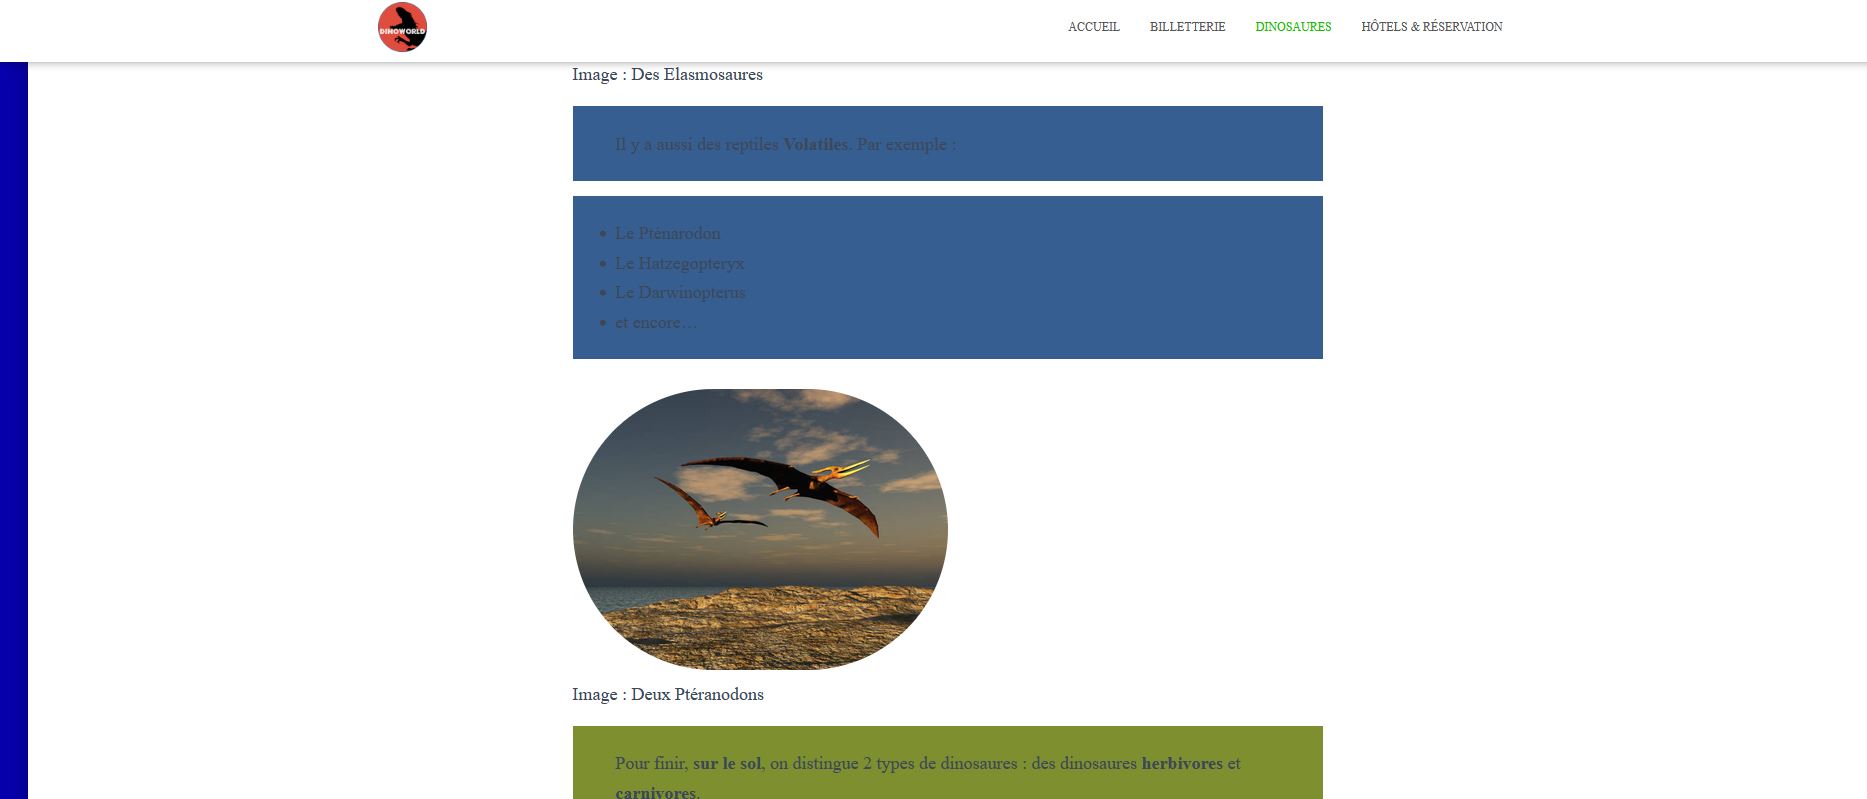 DINOWORLD
ACCUEIL BILLETTERIE DINOSAURES HÔTELS & RÉSERVATION
Image : Des Elasmosaures
Il y a aussi des reptiles Volatiles. Par exemple :
Le Pténarodon
Le Hatzegopteryx
Le Darwinopterus
et encore…
Image : Deux Ptéranodons
Pour finir, sur le sol, on distingue 2 types de dinosaures : des dinosaures herbivores et
carnivores.